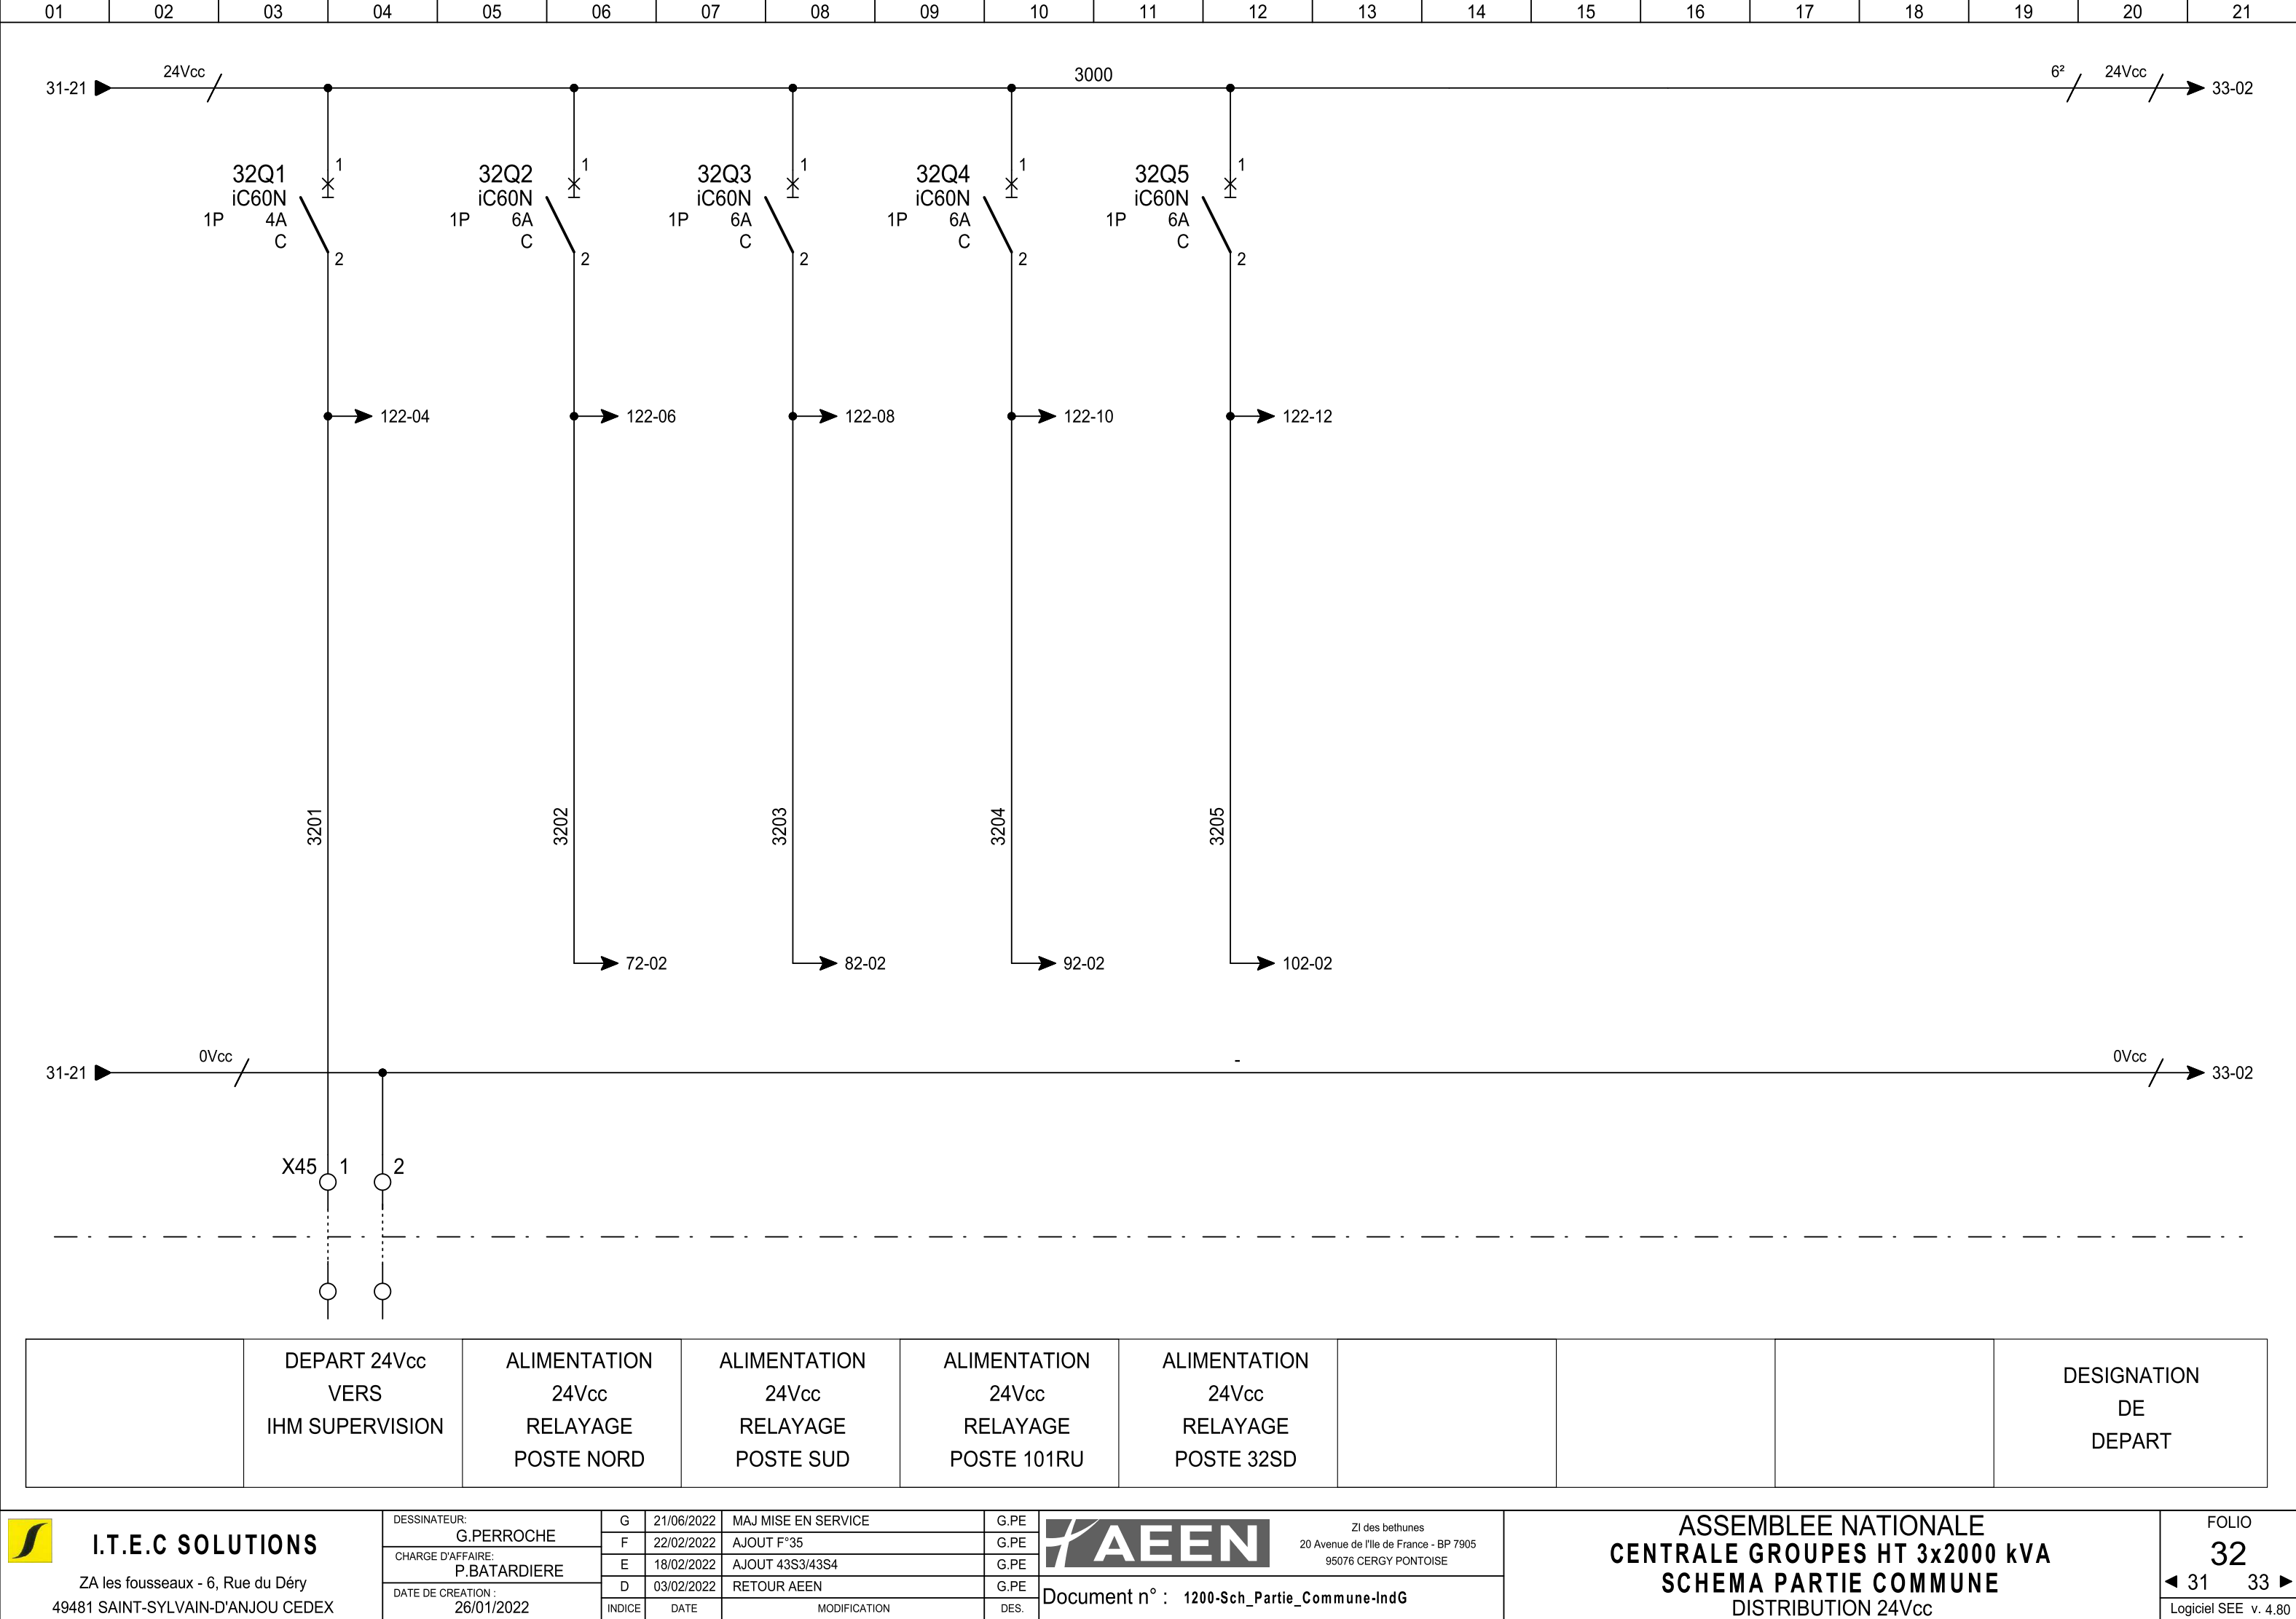 01 02 03 04 05 06 07 08 09 10 11 12 13 14 15 16 17 18 19 20 21
31-21 24Vcc 3000 6² 24Vcc 33-02
32Q1 1 32Q2 1 32Q3 1 32Q4 1 32Q5 1
iC60N iC60N iC60N iC60N iC60N
1P 4A 1P 6A 1P 6A 1P 6A 1P 6A
C C C C C
2 2 2 2 2
122-04 122-06 122-08 122-10 122-12
3201 3202 3203 3204 3205
72-02 82-02 92-02 102-02
31-21 0Vcc - 0Vcc 33-02
X45 1 2
DEPART 24Vcc
VERS
IHM SUPERVISION
ALIMENTATION
24Vcc
RELAYAGE
POSTE NORD
ALIMENTATION
24Vcc
RELAYAGE
POSTE SUD
ALIMENTATION
24Vcc
RELAYAGE
POSTE 101RU
ALIMENTATION
24Vcc
RELAYAGE
POSTE 32SD
DESIGNATION
DE
DEPART
I.T.E.C SOLUTIONS
ZA les fousseaux - 6, Rue du Déry
49481 SAINT-SYLVAIN-D'ANJOU CEDEX
DESSINATEUR:
G.PERROCHE
CHARGE D'AFFAIRE:
P.BATARDIERE
DATE DE CREATION :
26/01/2022
G 21/06/2022 MAJ MISE EN SERVICE G.PE
F 22/02/2022 AJOUT F°35 G.PE
E 18/02/2022 AJOUT 43S3/43S4 G.PE
D 03/02/2022 RETOUR AEEN G.PE
INDICE DATE MODIFICATION DES.
AEEN
ZI des bethunes
20 Avenue de l'Ile de France - BP 7905
95076 CERGY PONTOISE
Document n° : 1200-Sch_Partie_Commune-IndG
ASSEMBLEE NATIONALE
CENTRALE GROUPES HT 3x2000 kVA
SCHEMA PARTIE COMMUNE
DISTRIBUTION 24Vcc
FOLIO
32
31 33
Logiciel SEE v. 4.80